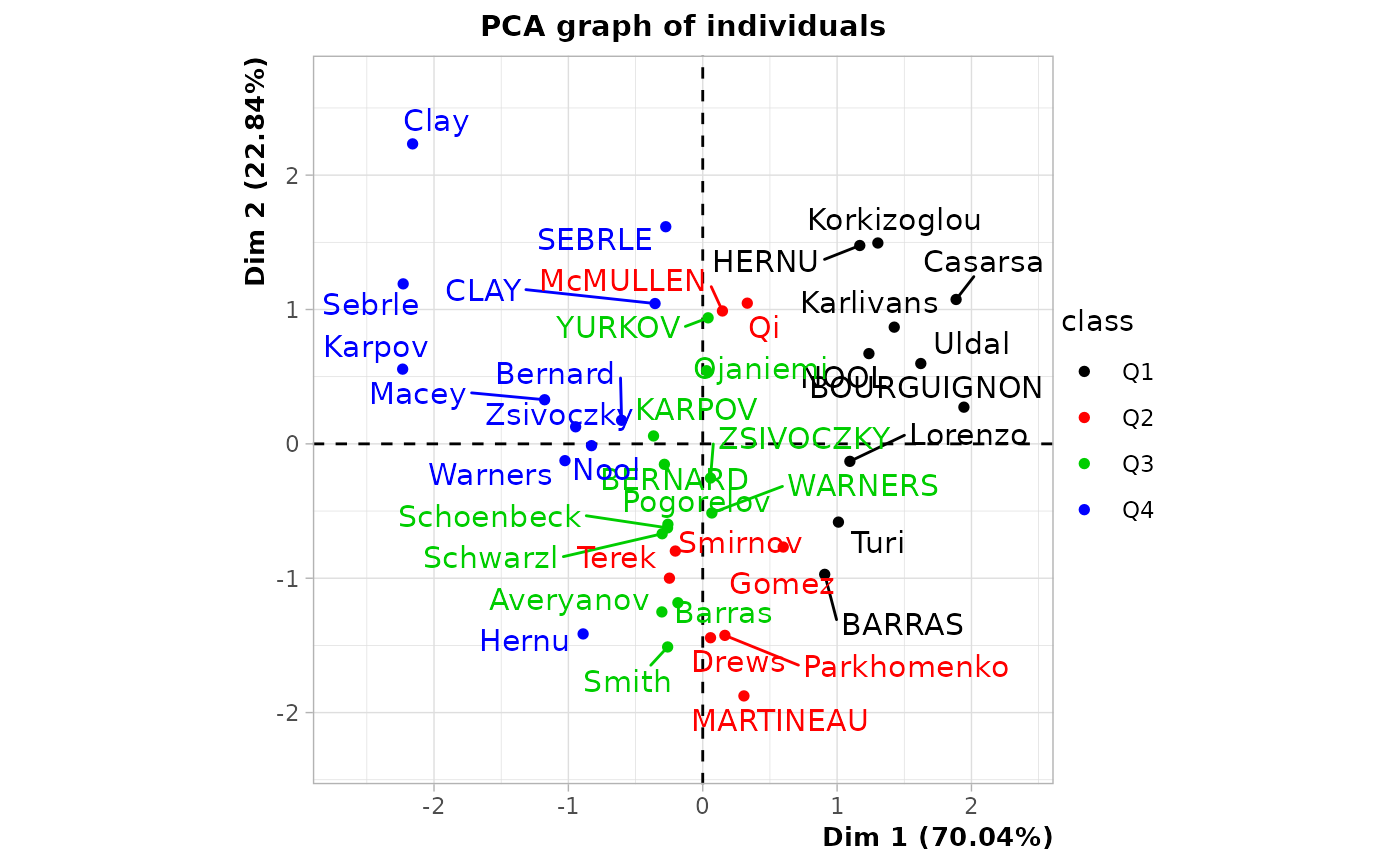 PCA graph of individuals
Dim 2 (22.84%)
Clay
Korkizoglou
SEBRLE
HERNU
Casarsa
McMULLEN
CLAY
Sebrle
Karlivans
YURKOV
Qi
Uldal
Karpov
Ojaniemi
Bernard
NOOL
BOURGUIGNON
Macey
KARPOV
Zsivoczky
ZSIVOCZKY
Lorenzo
Nool
Warners
BERNARD
WARNERS
Pogorelov
Schoenbeck
Smirnov
Turi
Schwarzl
Terek
Gomez
Averyanov
Barras
BARRAS
Hernu
Drews
Parkhomenko
Smith
MARTINEAU
2
1
0
-1
-2
-2
-1
0
1
2
Dim 1 (70.04%)
class
Q1
Q2
Q3
Q4